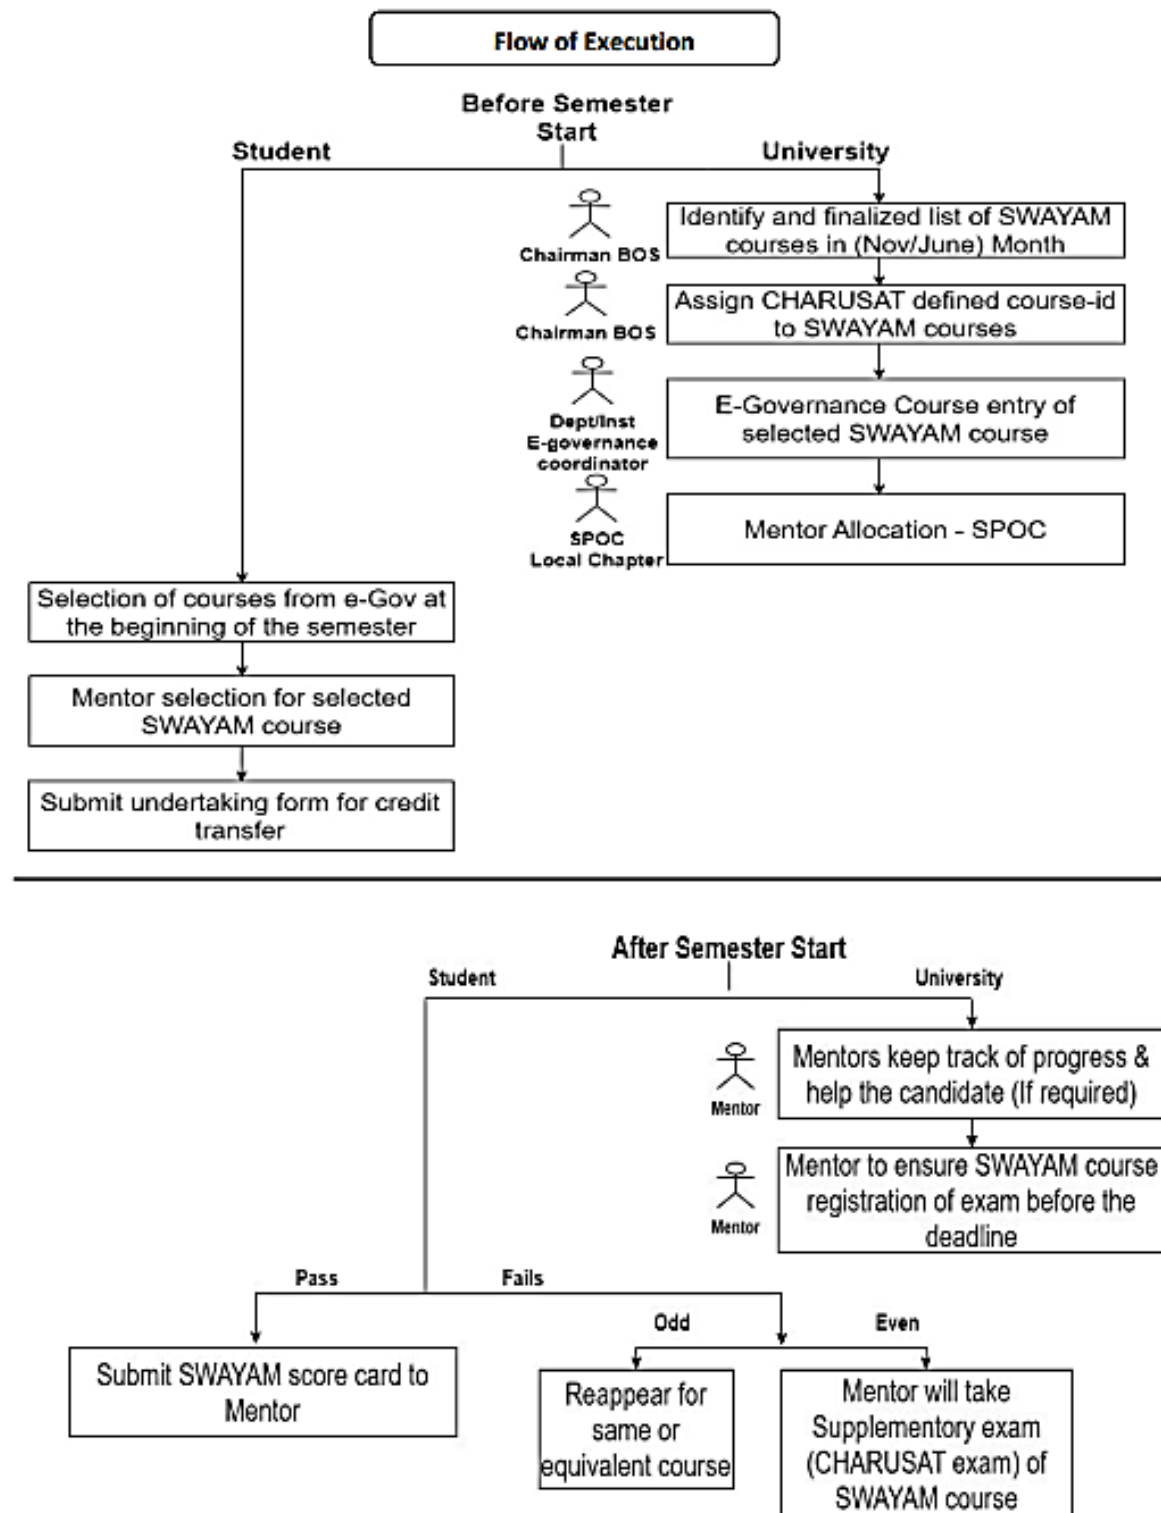 Flow of Execution
Before Semester
Start
Student
University
Chairman BOS
Identify and finalized list of SWAYAM
courses in (Nov/June) Month
Chairman BOS
Assign CHARUSAT defined course-id
to SWAYAM courses
Dept/Inst
E-governance
coordinator
E-Governance Course entry of
selected SWAYAM course
SPOC
Local Chapter
Mentor Allocation - SPOC
Selection of courses from e-Gov at
the beginning of the semester
Mentor selection for selected
SWAYAM course
Submit undertaking form for credit
transfer
After Semester Start
Student
University
Mentor
Mentors keep track of progress &
help the candidate (If required)
Mentor
Mentor to ensure SWAYAM course
registration of exam before the
deadline
Pass
Fails
Odd
Even
Submit SWAYAM score card to
Mentor
Reappear for
same or
equivalent course
Mentor will take
Supplementory exam
(CHARUSAT exam) of
SWAYAM course